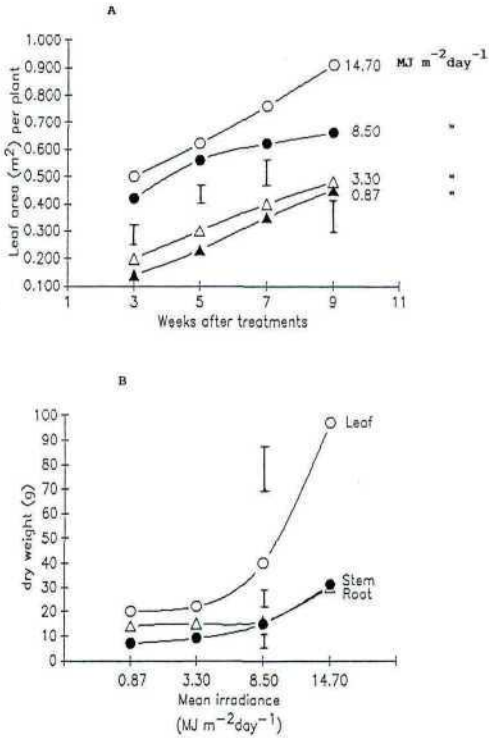 A
1.000
0.900
0.800
0.700
0.600
0.500
0.400
0.300
0.200
0.100
Leaf area (m²) per plant
14.70 MJ m⁻²day⁻¹
8.50 "
3.30 "
0.87 "
1 3 5 7 9 11
Weeks after treatments
B
100
90
80
70
60
50
40
30
20
10
0
dry weight (g)
Leaf
Stem
Root
0.87 3.30 8.50 14.70
Mean irradiance
(MJ m⁻²day⁻¹)